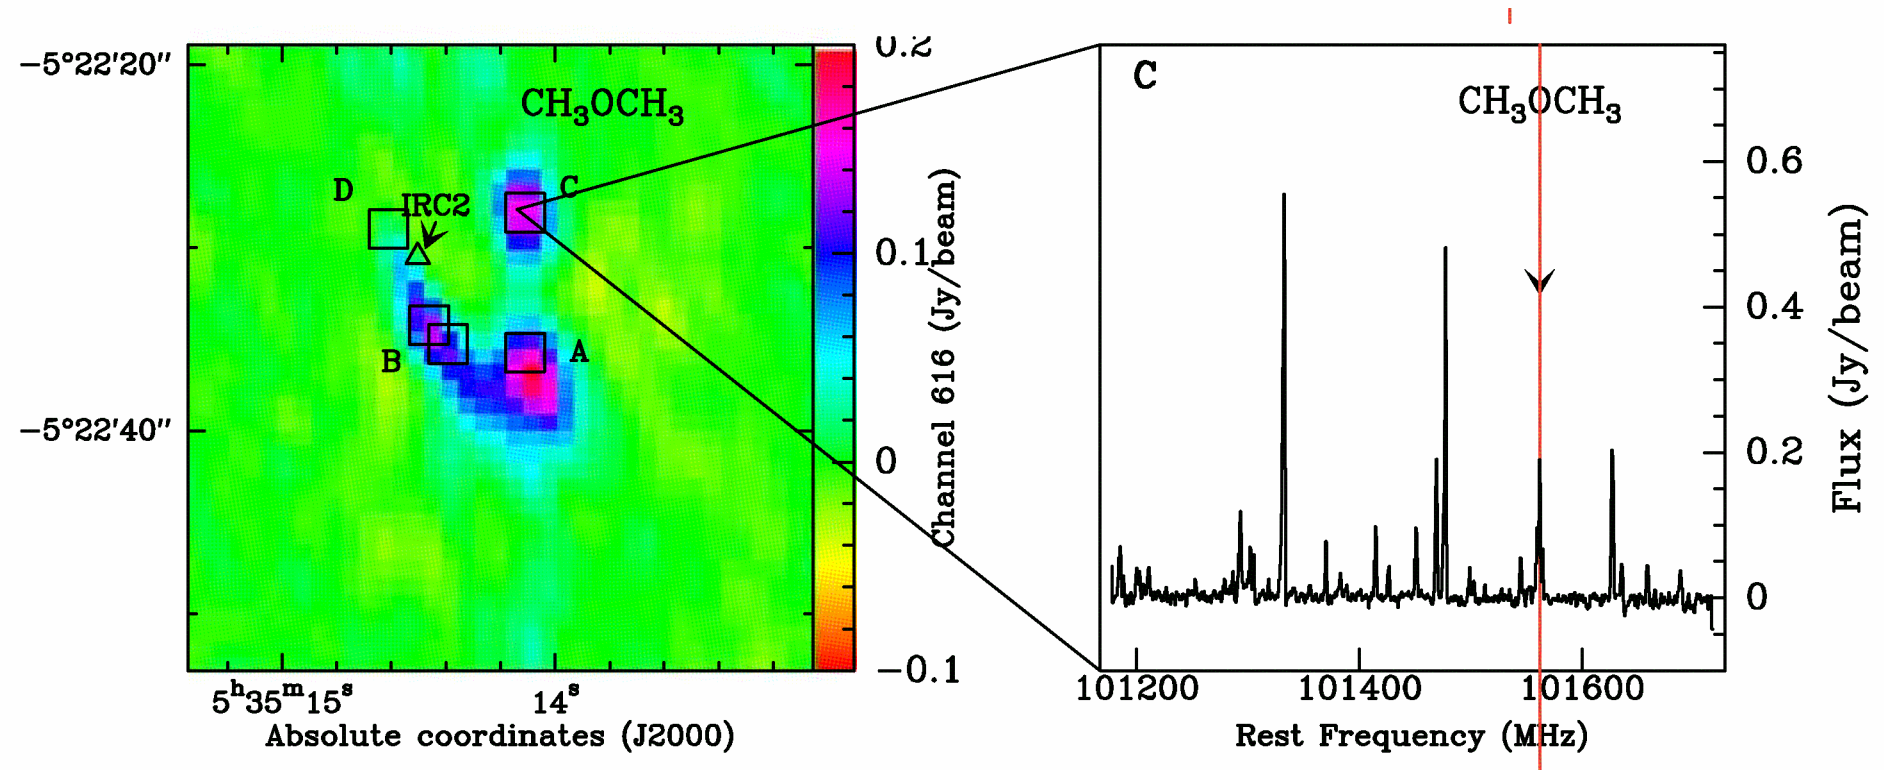 −5°22′20″
−5°22′40″
CH₃OCH₃
D
IRC2
C
B
A
5ʰ35ᵐ15ˢ
14ˢ
Absolute coordinates (J2000)
0.2
0.1
0
−0.1
Channel 616 (Jy/beam)
C
CH₃OCH₃
0.6
0.4
0.2
0
Flux (Jy/beam)
101200
101400
101600
Rest Frequency (MHz)